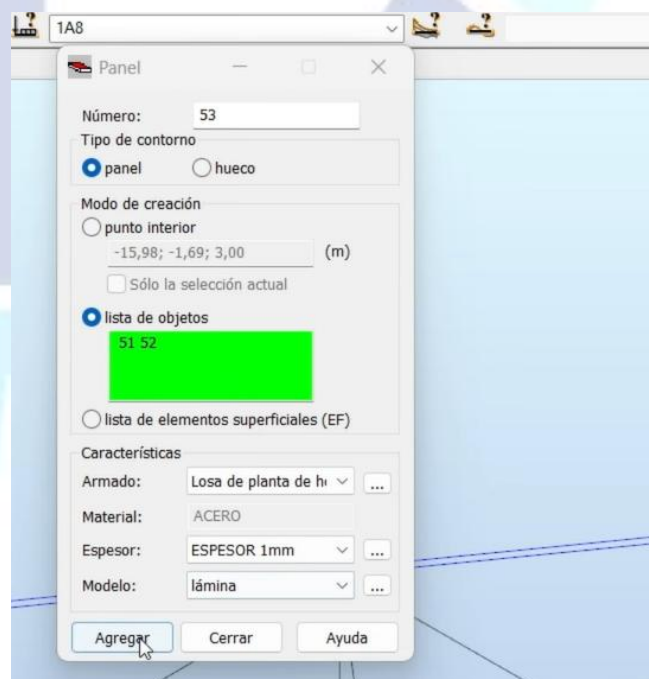 1A8
Panel
Número: 53
Tipo de contorno
panel hueco
Modo de creación
punto interior
-15,98; -1,69; 3,00 (m)
Sólo la selección actual
lista de objetos
51 52
lista de elementos superficiales (EF)
Características
Armado: Losa de planta de ho ...
Material: ACERO
Espesor: ESPESOR 1mm ...
Modelo: lámina ...
Agregar Cerrar Ayuda